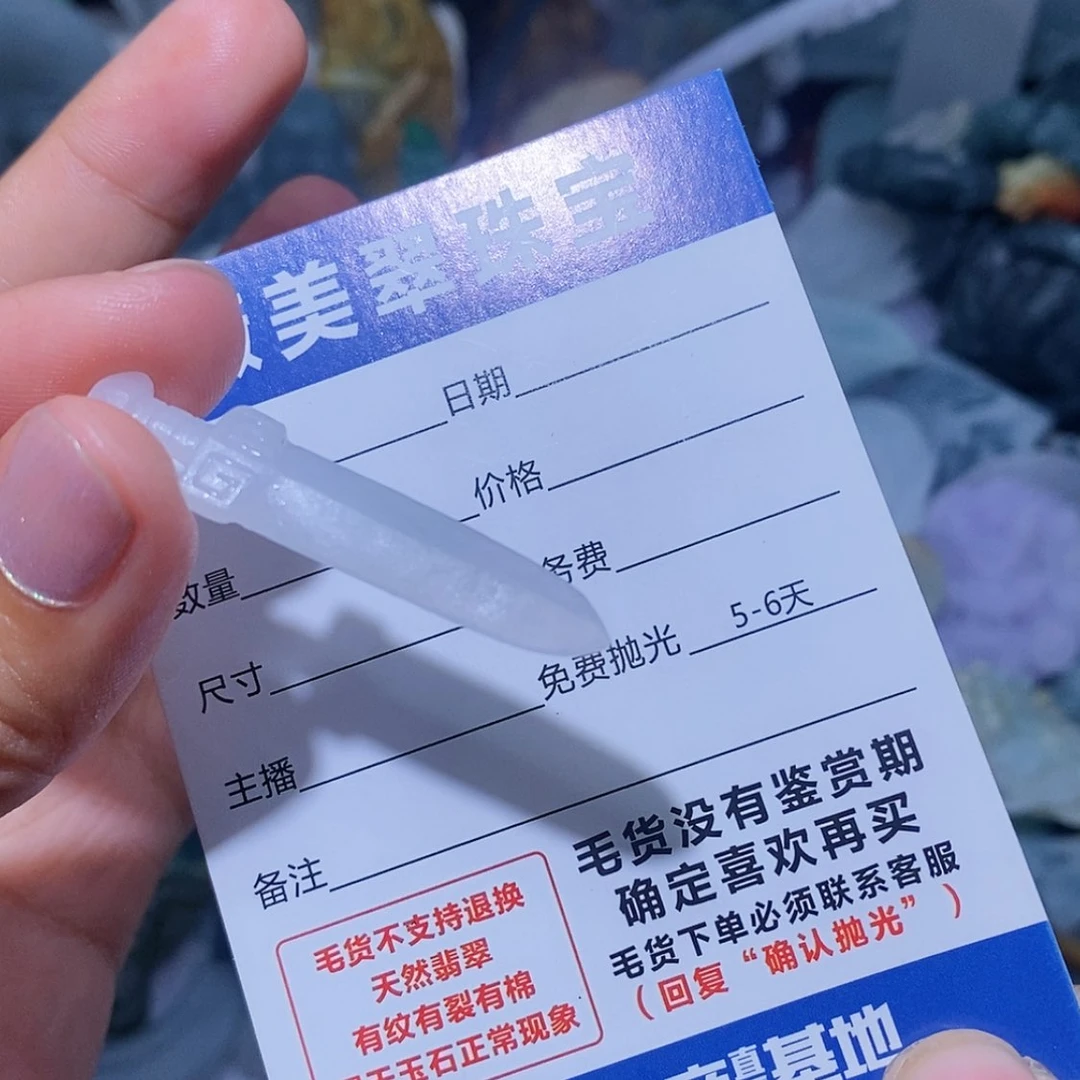 美翠珠宝
日期
价格
数量
务费
尺寸
免费抛光 5-6天
主播
备注
毛货没有鉴赏期
确定喜欢再买
毛货下单必须联系客服
（回复“确认抛光”）
毛货不支持退换
天然翡翠
有纹有裂有棉
玉石正常现象
基地